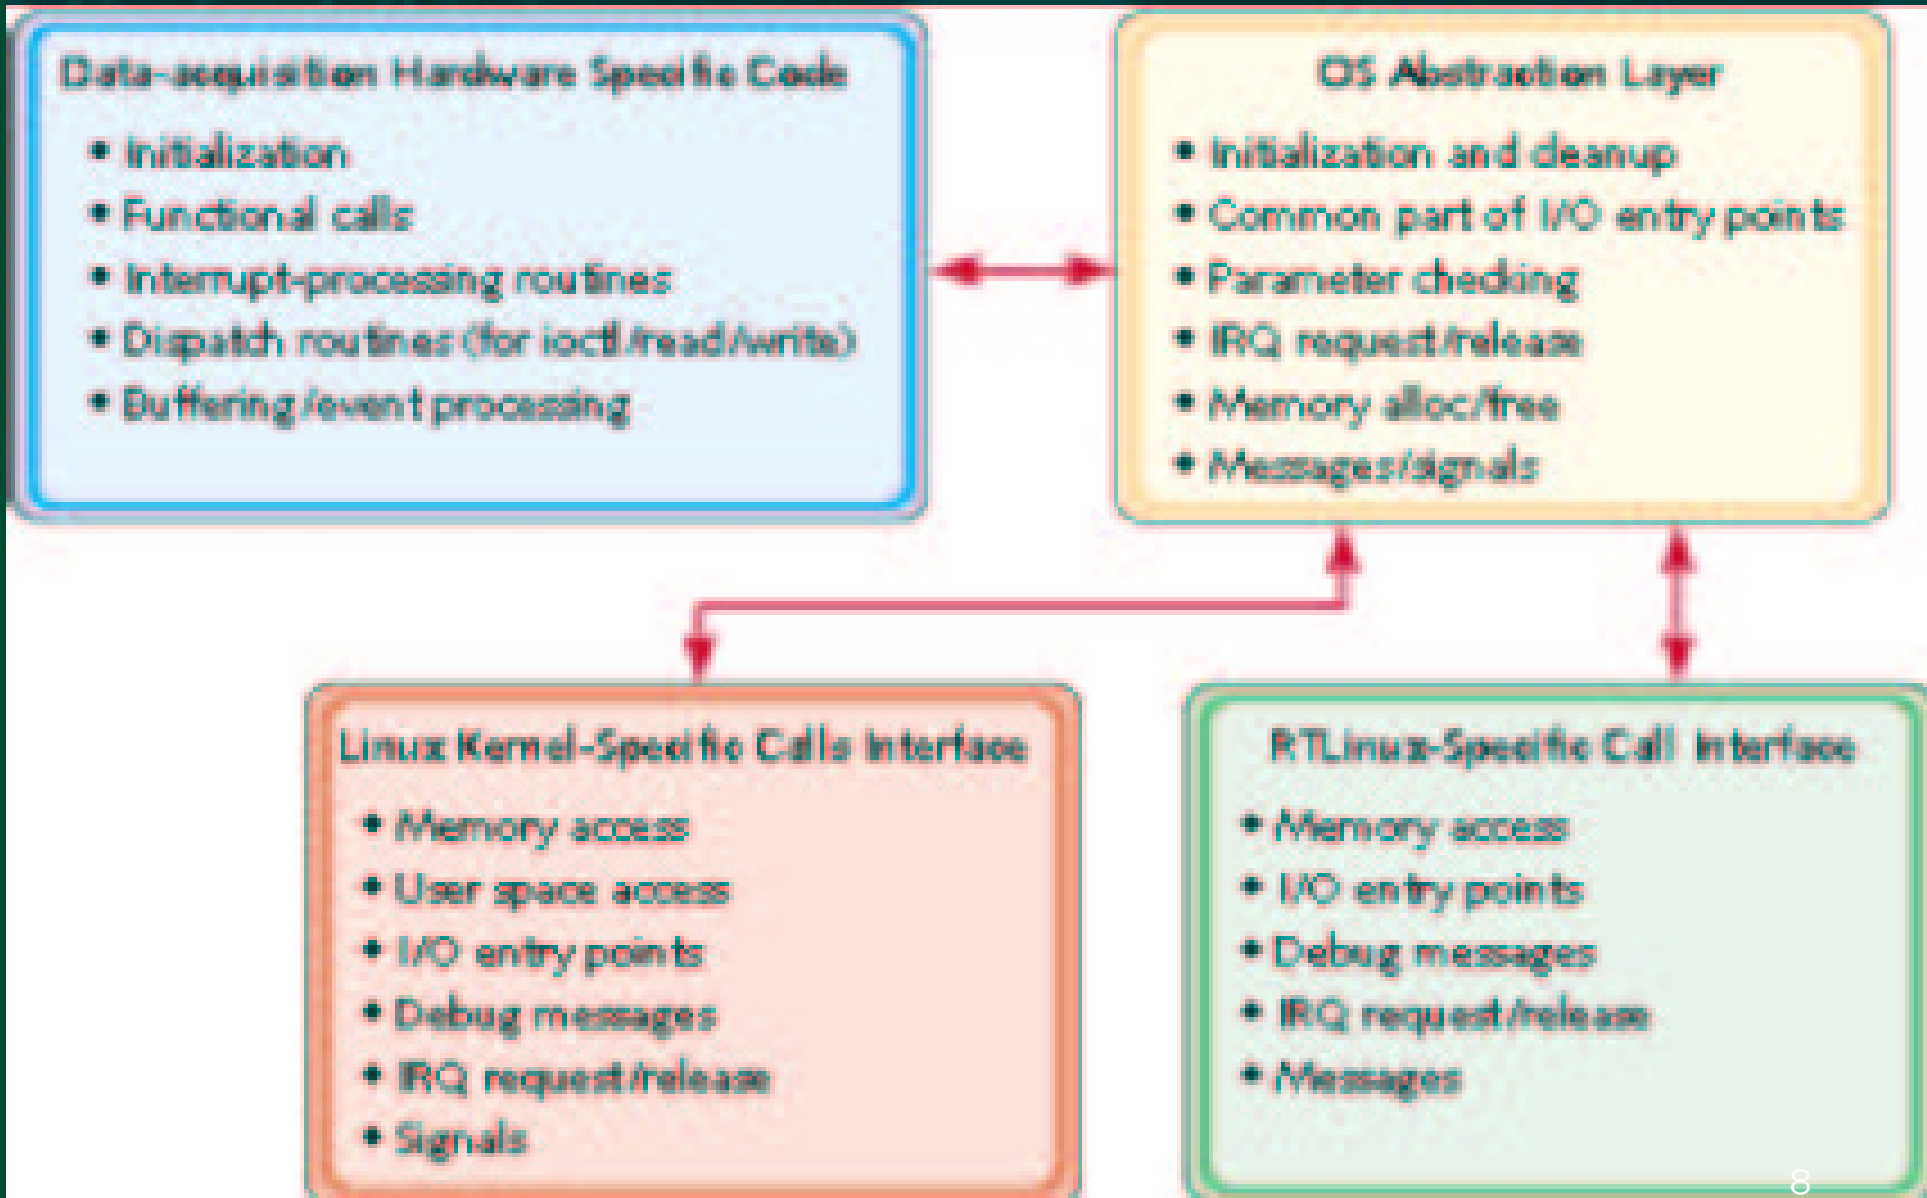 Data-acquisition Hardware Specific Code
• Initialization
• Functional calls
• Interrupt-processing routines
• Dispatch routines (for ioctl/read/write)
• Buffering/event processing
OS Abstraction Layer
• Initialization and cleanup
• Common part of I/O entry points
• Parameter checking
• IRQ request/release
• Memory alloc/free
• Messages/signals
Linux Kernel-Specific Calls Interface
• Memory access
• User space access
• I/O entry points
• Debug messages
• IRQ request/release
• Signals
RTLinux-Specific Call Interface
• Memory access
• I/O entry points
• Debug messages
• IRQ request/release
• Messages
8